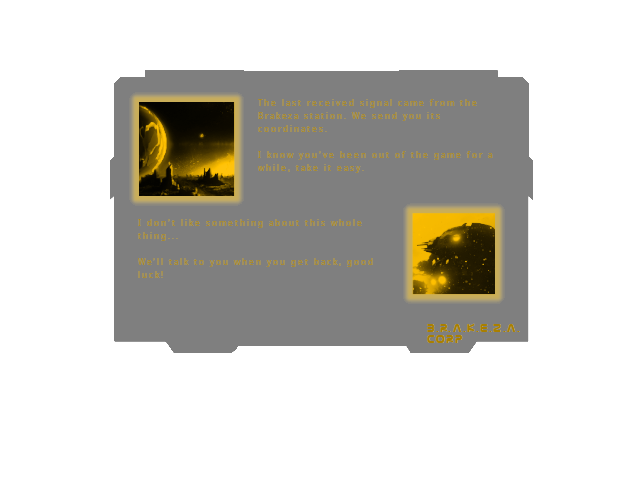 The last received signal came from the
Brakeza station. We send you its
coordinates.
I know you've been out of the game for a
while, take it easy.
I don't like something about this whole
thing...
We'll talk to you when you get back, good
luck!
B.R.A.K.E.Z.A.
CORP